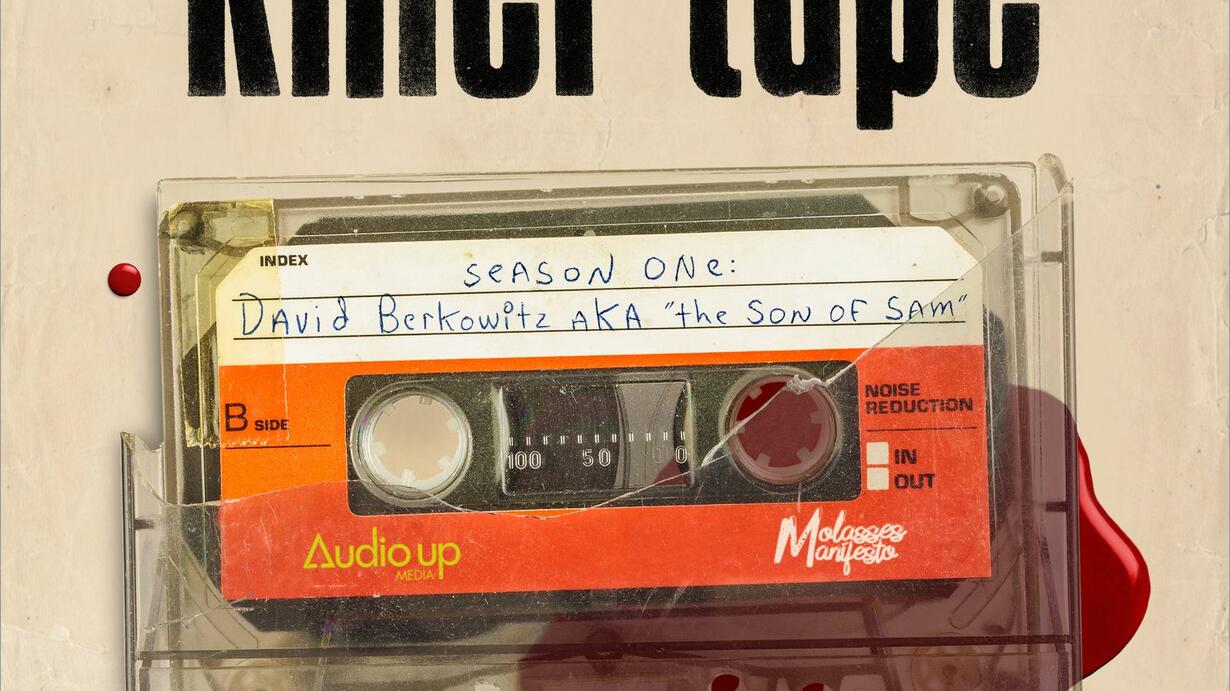 killer tape
INDEX
SEASON ONe:
DAvid BerkowitZ AKA "the SON OF SAM"
B SIDE
NOISE
REDUCTION
100 50 0
IN
OUT
Audio up
MEDIA
Molasses
Manifesto